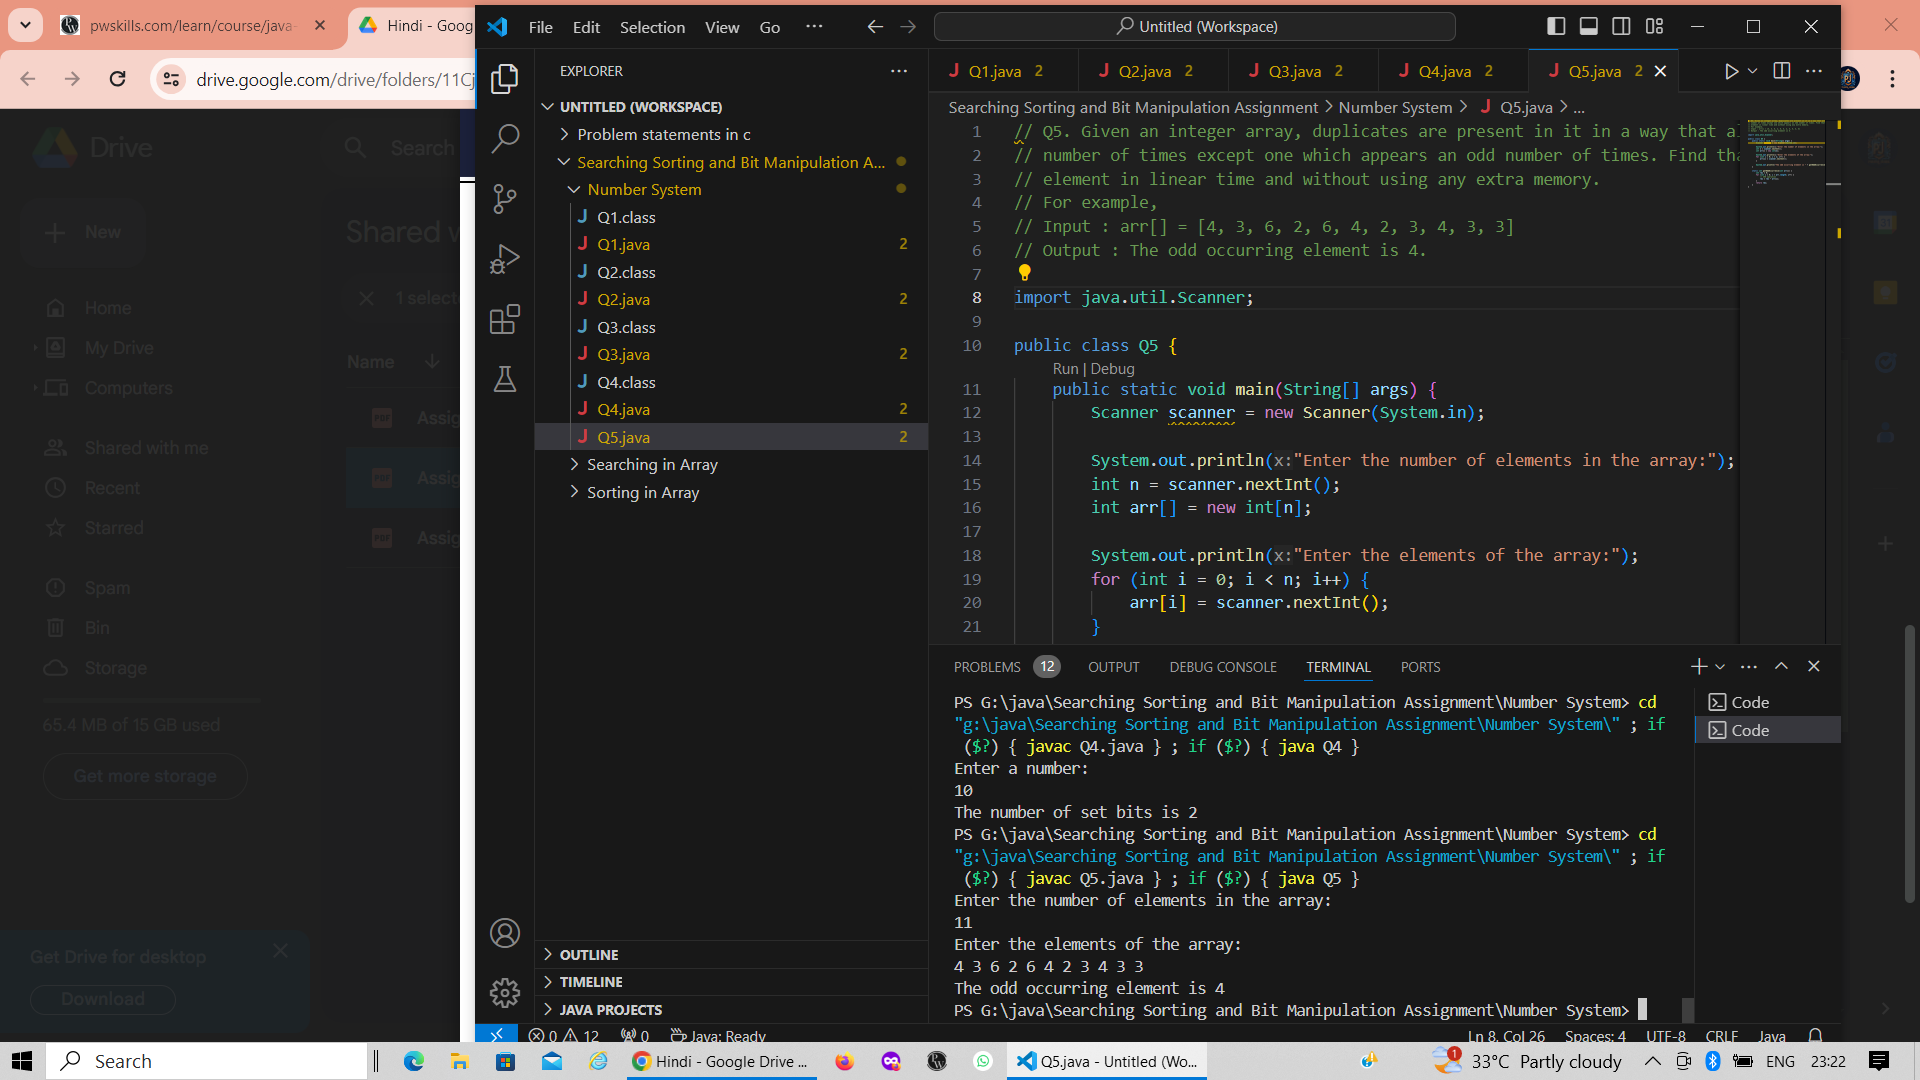 pwskills.com/learn/course/java-
Hindi - Goog
drive.google.com/drive/folders/11Cj
Drive
Search
New
Home
My Drive
Computers
Shared with me
Recent
Starred
Spam
Bin
Storage
65.4 MB of 15 GB used
Get more storage
Get Drive for desktop
Download
Shared w
1 select
Name
PDF Assig
PDF Assig
PDF Assig
File Edit Selection View Go ...
Untitled (Workspace)
EXPLORER
UNTITLED (WORKSPACE)
Problem statements in c
Searching Sorting and Bit Manipulation A...
Number System
J Q1.class
J Q1.java 2
J Q2.class
J Q2.java 2
J Q3.class
J Q3.java 2
J Q4.class
J Q4.java 2
J Q5.java 2
Searching in Array
Sorting in Array
OUTLINE
TIMELINE
JAVA PROJECTS
J Q1.java 2 J Q2.java 2 J Q3.java 2 J Q4.java 2 J Q5.java 2
Searching Sorting and Bit Manipulation Assignment > Number System > J Q5.java > ...
1 // Q5. Given an integer array, duplicates are present in it in a way that a
2 // number of times except one which appears an odd number of times. Find tha
3 // element in linear time and without using any extra memory.
4 // For example,
5 // Input : arr[] = [4, 3, 6, 2, 6, 4, 2, 3, 4, 3, 3]
6 // Output : The odd occurring element is 4.
7
8 import java.util.Scanner;
9
10 public class Q5 {
Run | Debug
11 public static void main(String[] args) {
12 Scanner scanner = new Scanner(System.in);
13
14 System.out.println(x:"Enter the number of elements in the array:");
15 int n = scanner.nextInt();
16 int arr[] = new int[n];
17
18 System.out.println(x:"Enter the elements of the array:");
19 for (int i = 0; i < n; i++) {
20 arr[i] = scanner.nextInt();
21 }
PROBLEMS 12 OUTPUT DEBUG CONSOLE TERMINAL PORTS
PS G:\java\Searching Sorting and Bit Manipulation Assignment\Number System> cd
"g:\java\Searching Sorting and Bit Manipulation Assignment\Number System\" ; if
($?) { javac Q4.java } ; if ($?) { java Q4 }
Enter a number:
10
The number of set bits is 2
PS G:\java\Searching Sorting and Bit Manipulation Assignment\Number System> cd
"g:\java\Searching Sorting and Bit Manipulation Assignment\Number System\" ; if
($?) { javac Q5.java } ; if ($?) { java Q5 }
Enter the number of elements in the array:
11
Enter the elements of the array:
4 3 6 2 6 4 2 3 4 3 3
The odd occurring element is 4
PS G:\java\Searching Sorting and Bit Manipulation Assignment\Number System>
Code
Code
0 12 0 Java: Ready
Ln 8, Col 26 Spaces: 4 UTF-8 CRLF Java
Search
Hindi - Google Drive ...
Q5.java - Untitled (Wo...
1 33°C Partly cloudy
ENG 23:22